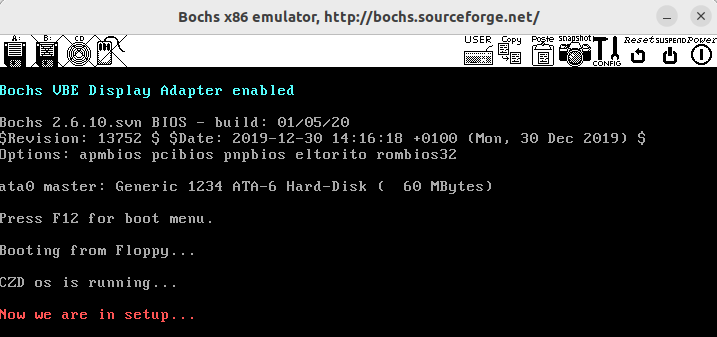 Bochs x86 emulator, http://bochs.sourceforge.net/
A: B: CD USER Copy Paste snapshot CONFIG Reset SUSPEND Power
Bochs VBE Display Adapter enabled
Bochs 2.6.10.svn BIOS - build: 01/05/20
$Revision: 13752 $ $Date: 2019-12-30 14:16:18 +0100 (Mon, 30 Dec 2019) $
Options: apmbios pcibios pnpbios eltorito rombios32
ata0 master: Generic 1234 ATA-6 Hard-Disk (  60 MBytes)
Press F12 for boot menu.
Booting from Floppy...
CZD os is running...
Now we are in setup...